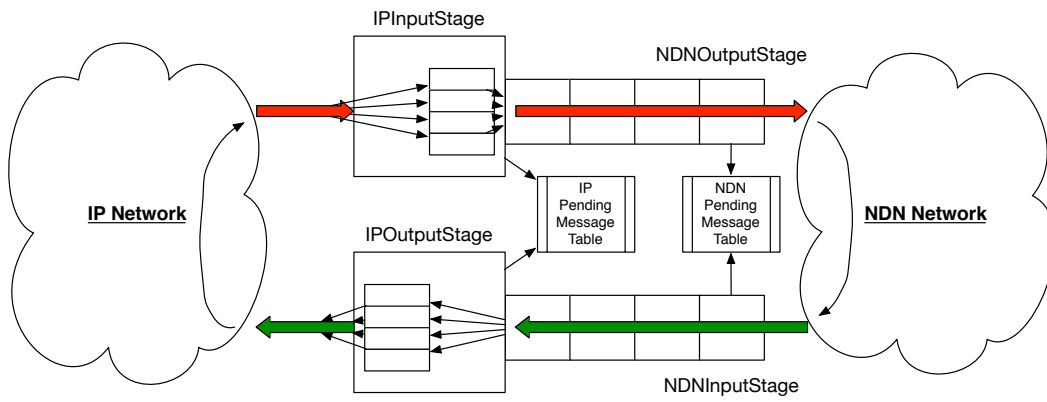 IPInputStage
NDNOutputStage
IP Network
IP
Pending
Message
Table
NDN
Pending
Message
Table
NDN Network
IPOutputStage
NDNInputStage